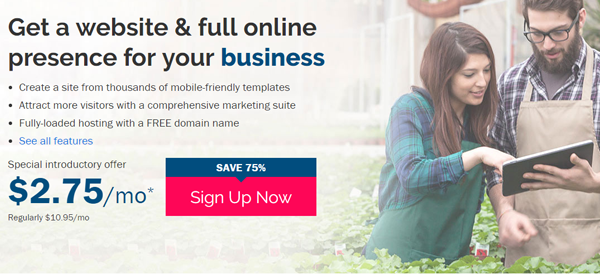 Get a website & full online
presence for your business
• Create a site from thousands of mobile-friendly templates
• Attract more visitors with a comprehensive marketing suite
• Fully-loaded hosting with a FREE domain name
• See all features
Special introductory offer
$2.75/mo*
Regularly $10.95/mo
SAVE 75%
Sign Up Now